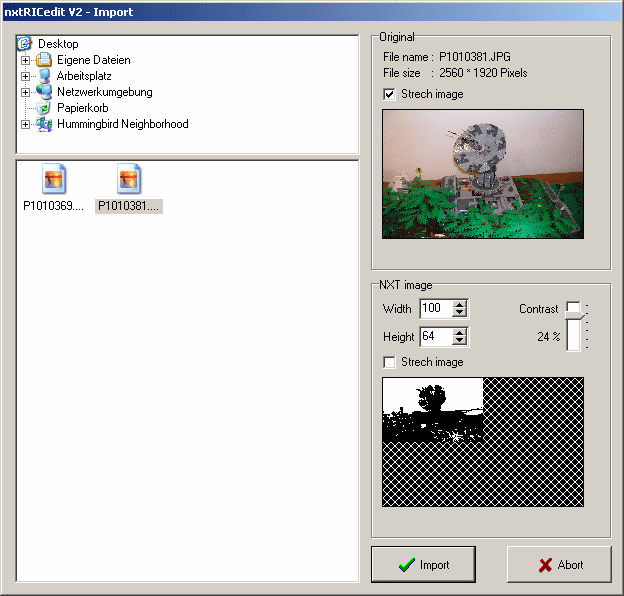 nxtRICedit V2 - Import
Desktop
Eigene Dateien
Arbeitsplatz
Netzwerkumgebung
Papierkorb
Hummingbird Neighborhood
P1010369....
P1010381....
Original
File name : P1010381.JPG
File size : 2560 * 1920 Pixels
Strech image
NXT image
Width 100
Contrast
Height 64
24 %
Strech image
Import
Abort